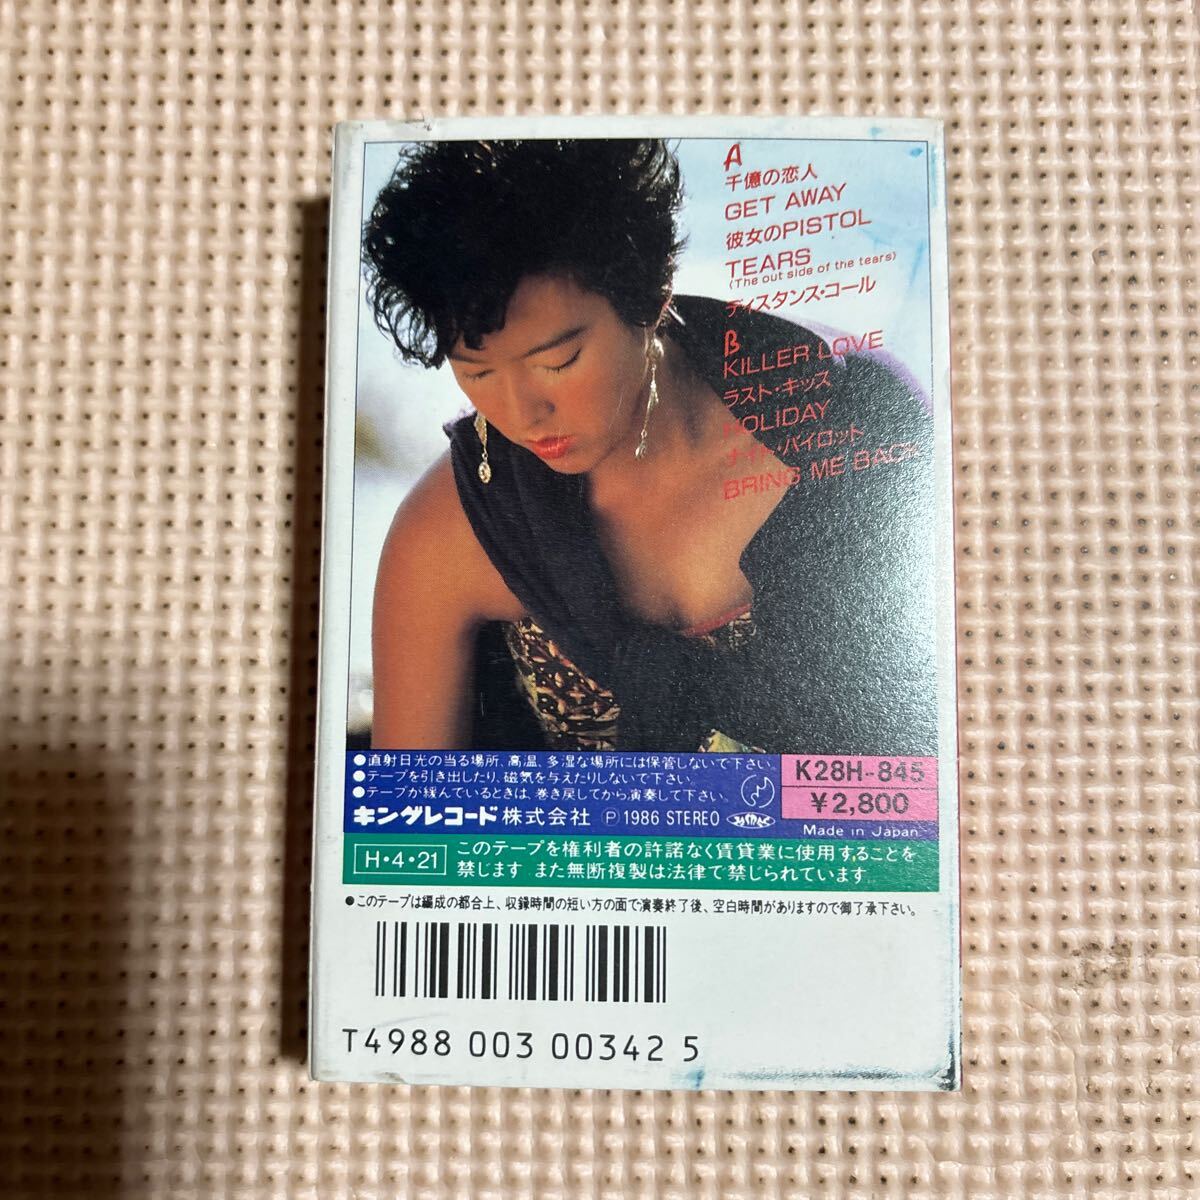 A
千億の恋人
GET AWAY
彼女のPISTOL
TEARS
(The out side of the tears)
ディスタンス・コール
B
KILLER LOVE
ラスト・キッス
HOLIDAY
ナイト・パイロット
BRING ME BACK
●直射日光の当る場所、高温、多湿な場所には保管しないで下さい。
●テープを引き出したり、磁気を与えたりしないで下さい。
●テープが緩んでいるときは、巻き戻してから演奏して下さい。
キングレコード株式会社 Ⓟ1986 STEREO JASRAC
K28H-845
¥2,800
Made in Japan
H・4・21
このテープを権利者の許諾なく賃貸業に使用することを
禁じます。また無断複製は法律で禁じられています。
●このテープは編成の都合上、収録時間の短い方の面で演奏終了後、空白時間がありますので御了承下さい。
T4988 003 00342 5